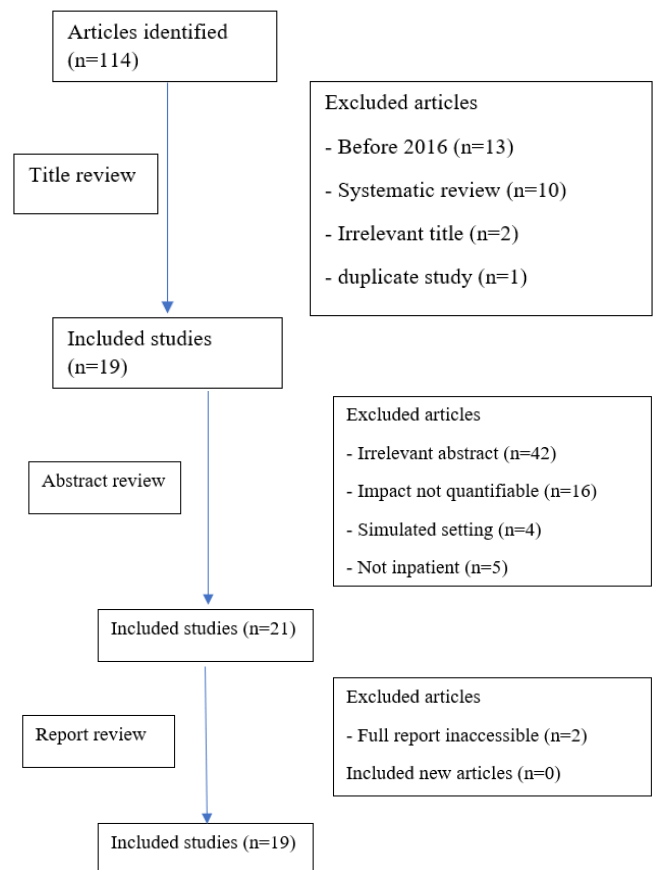 Articles identified
(n=114)
Excluded articles
- Before 2016 (n=13)
- Systematic review (n=10)
- Irrelevant title (n=2)
- duplicate study (n=1)
Title review
Included studies
(n=19)
Excluded articles
- Irrelevant abstract (n=42)
- Impact not quantifiable (n=16)
- Simulated setting (n=4)
- Not inpatient (n=5)
Abstract review
Included studies (n=21)
Excluded articles
- Full report inaccessible (n=2)
Included new articles (n=0)
Report review
Included studies (n=19)